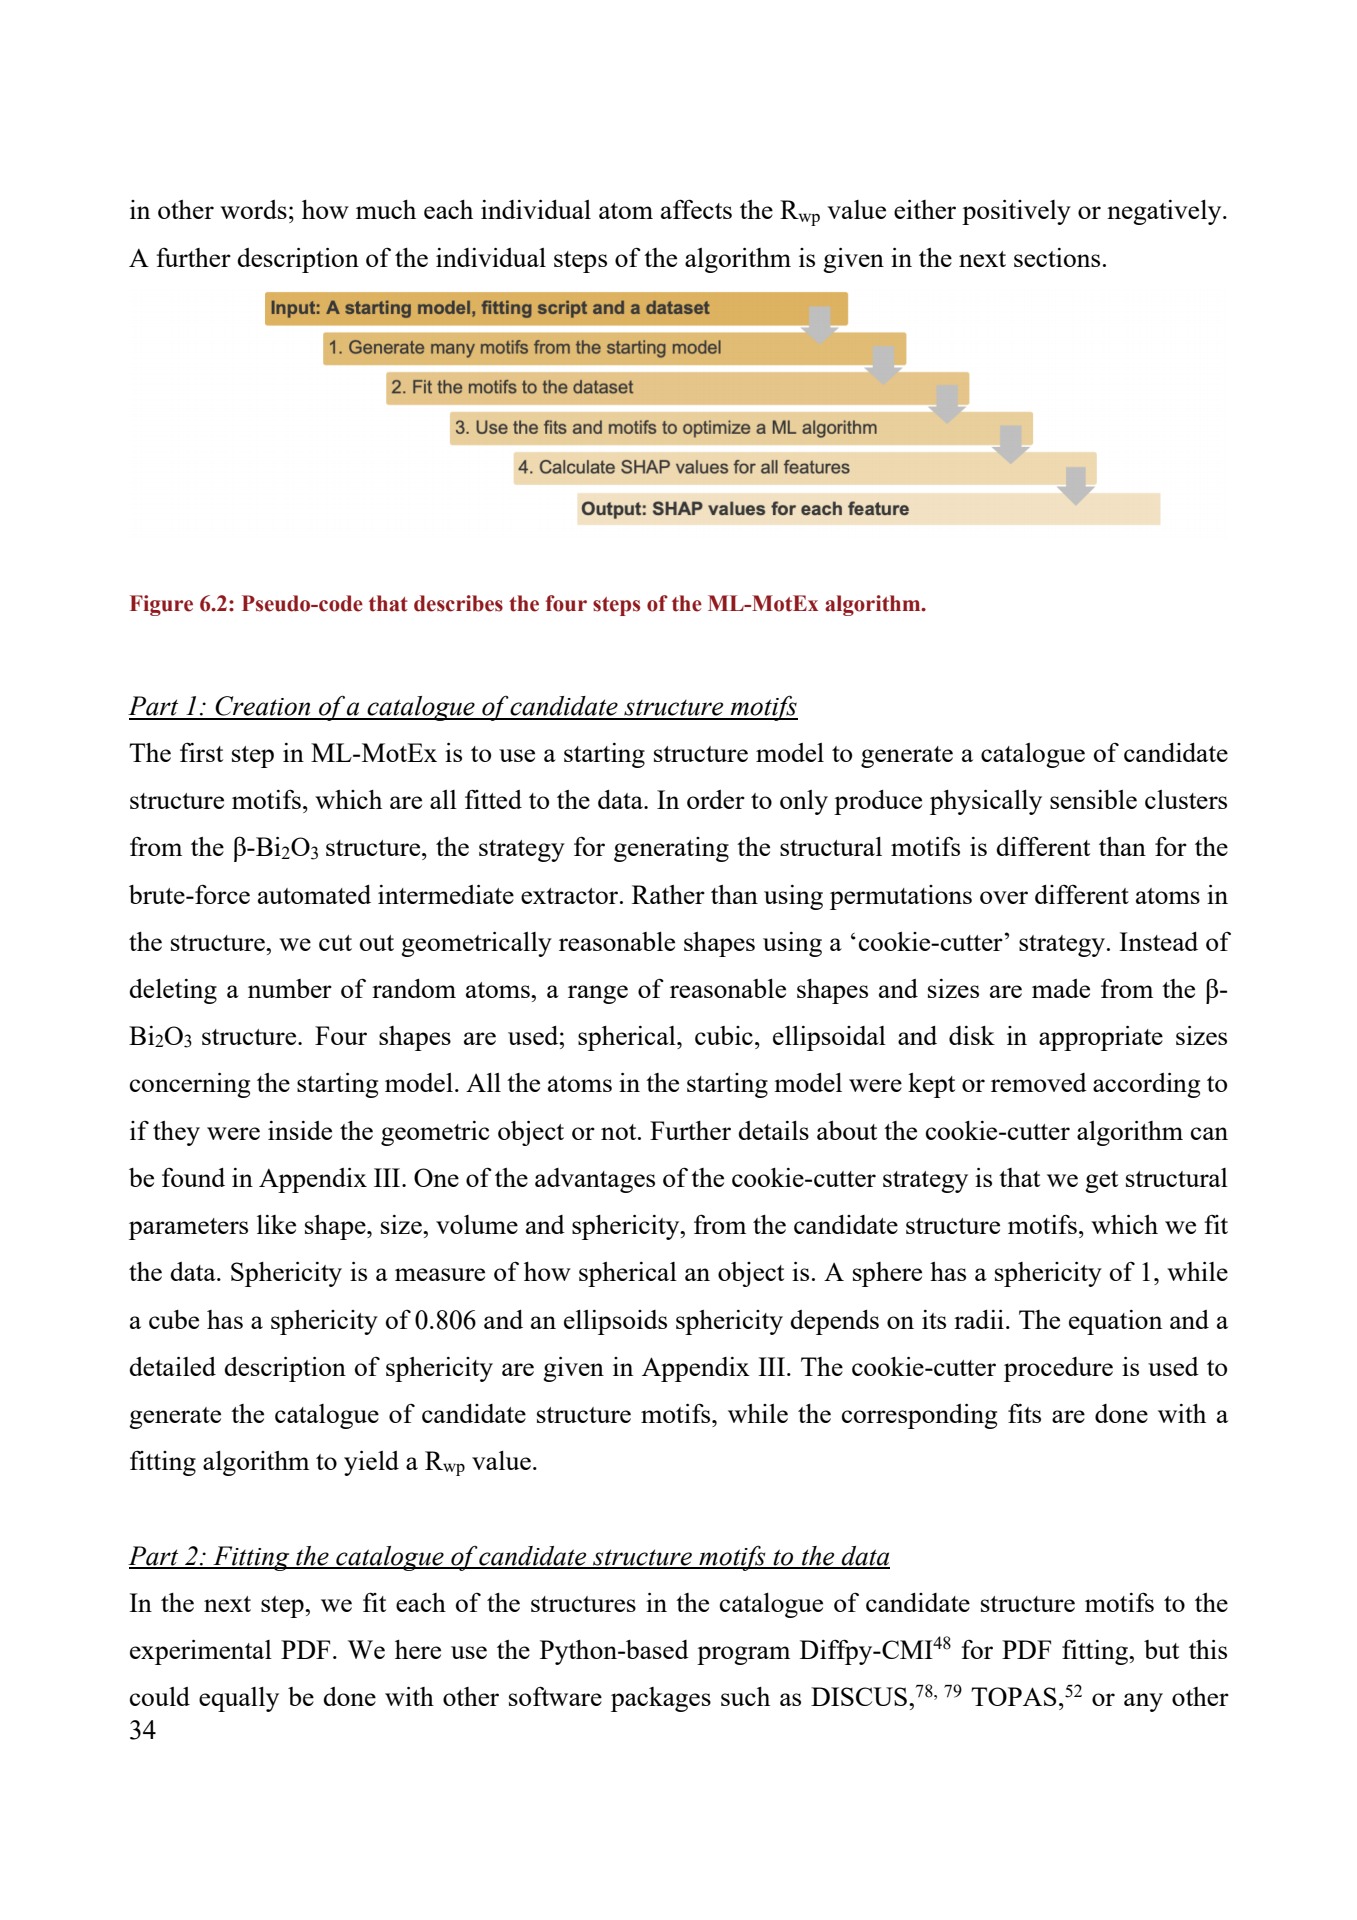 in other words; how much each individual atom affects the Rwp value either positively or negatively.
A further description of the individual steps of the algorithm is given in the next sections.
Input: A starting model, fitting script and a dataset
1. Generate many motifs from the starting model
2. Fit the motifs to the dataset
3. Use the fits and motifs to optimize a ML algorithm
4. Calculate SHAP values for all features
Output: SHAP values for each feature
Figure 6.2: Pseudo-code that describes the four steps of the ML-MotEx algorithm.
Part 1: Creation of a catalogue of candidate structure motifs
The first step in ML-MotEx is to use a starting structure model to generate a catalogue of candidate
structure motifs, which are all fitted to the data. In order to only produce physically sensible clusters
from the β-Bi₂O₃ structure, the strategy for generating the structural motifs is different than for the
brute-force automated intermediate extractor. Rather than using permutations over different atoms in
the structure, we cut out geometrically reasonable shapes using a ‘cookie-cutter’ strategy. Instead of
deleting a number of random atoms, a range of reasonable shapes and sizes are made from the β-
Bi₂O₃ structure. Four shapes are used; spherical, cubic, ellipsoidal and disk in appropriate sizes
concerning the starting model. All the atoms in the starting model were kept or removed according to
if they were inside the geometric object or not. Further details about the cookie-cutter algorithm can
be found in Appendix III. One of the advantages of the cookie-cutter strategy is that we get structural
parameters like shape, size, volume and sphericity, from the candidate structure motifs, which we fit
the data. Sphericity is a measure of how spherical an object is. A sphere has a sphericity of 1, while
a cube has a sphericity of 0.806 and an ellipsoids sphericity depends on its radii. The equation and a
detailed description of sphericity are given in Appendix III. The cookie-cutter procedure is used to
generate the catalogue of candidate structure motifs, while the corresponding fits are done with a
fitting algorithm to yield a Rwp value.
Part 2: Fitting the catalogue of candidate structure motifs to the data
In the next step, we fit each of the structures in the catalogue of candidate structure motifs to the
experimental PDF. We here use the Python-based program Diffpy-CMI⁴⁸ for PDF fitting, but this
could equally be done with other software packages such as DISCUS,⁷⁸, ⁷⁹ TOPAS,⁵² or any other
34